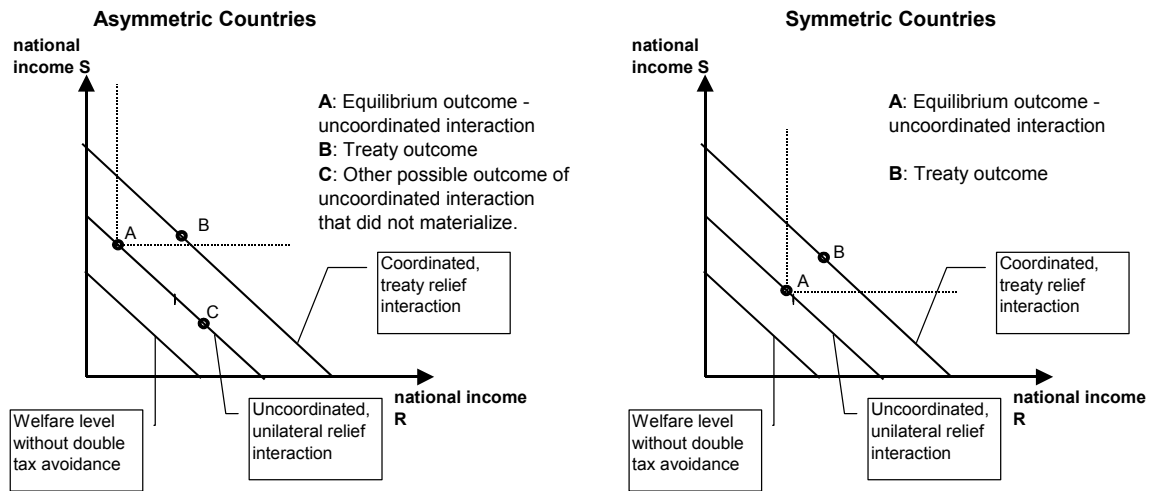 Asymmetric Countries
national
income S
A: Equilibrium outcome -
uncoordinated interaction
B: Treaty outcome
C: Other possible outcome of
uncoordinated interaction
that did not materialize.
A
B
I
C
Coordinated,
treaty relief
interaction
national income
R
Welfare level
without double
tax avoidance
Uncoordinated,
unilateral relief
interaction
Symmetric Countries
national
income S
A: Equilibrium outcome -
uncoordinated interaction
B: Treaty outcome
B
A
I
Coordinated,
treaty relief
interaction
national income
R
Welfare level
without double
tax avoidance
Uncoordinated,
unilateral relief
interaction